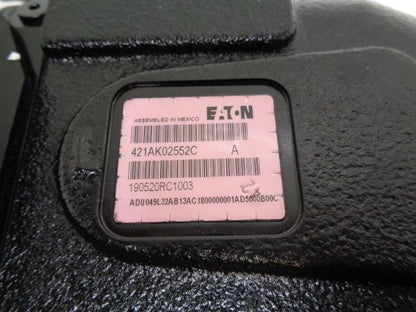 ASSEMBLED IN MEXICO EATON
421AK02552C A
190520RC1003
ADU049L32AB13AC1800000001AD5000B00C